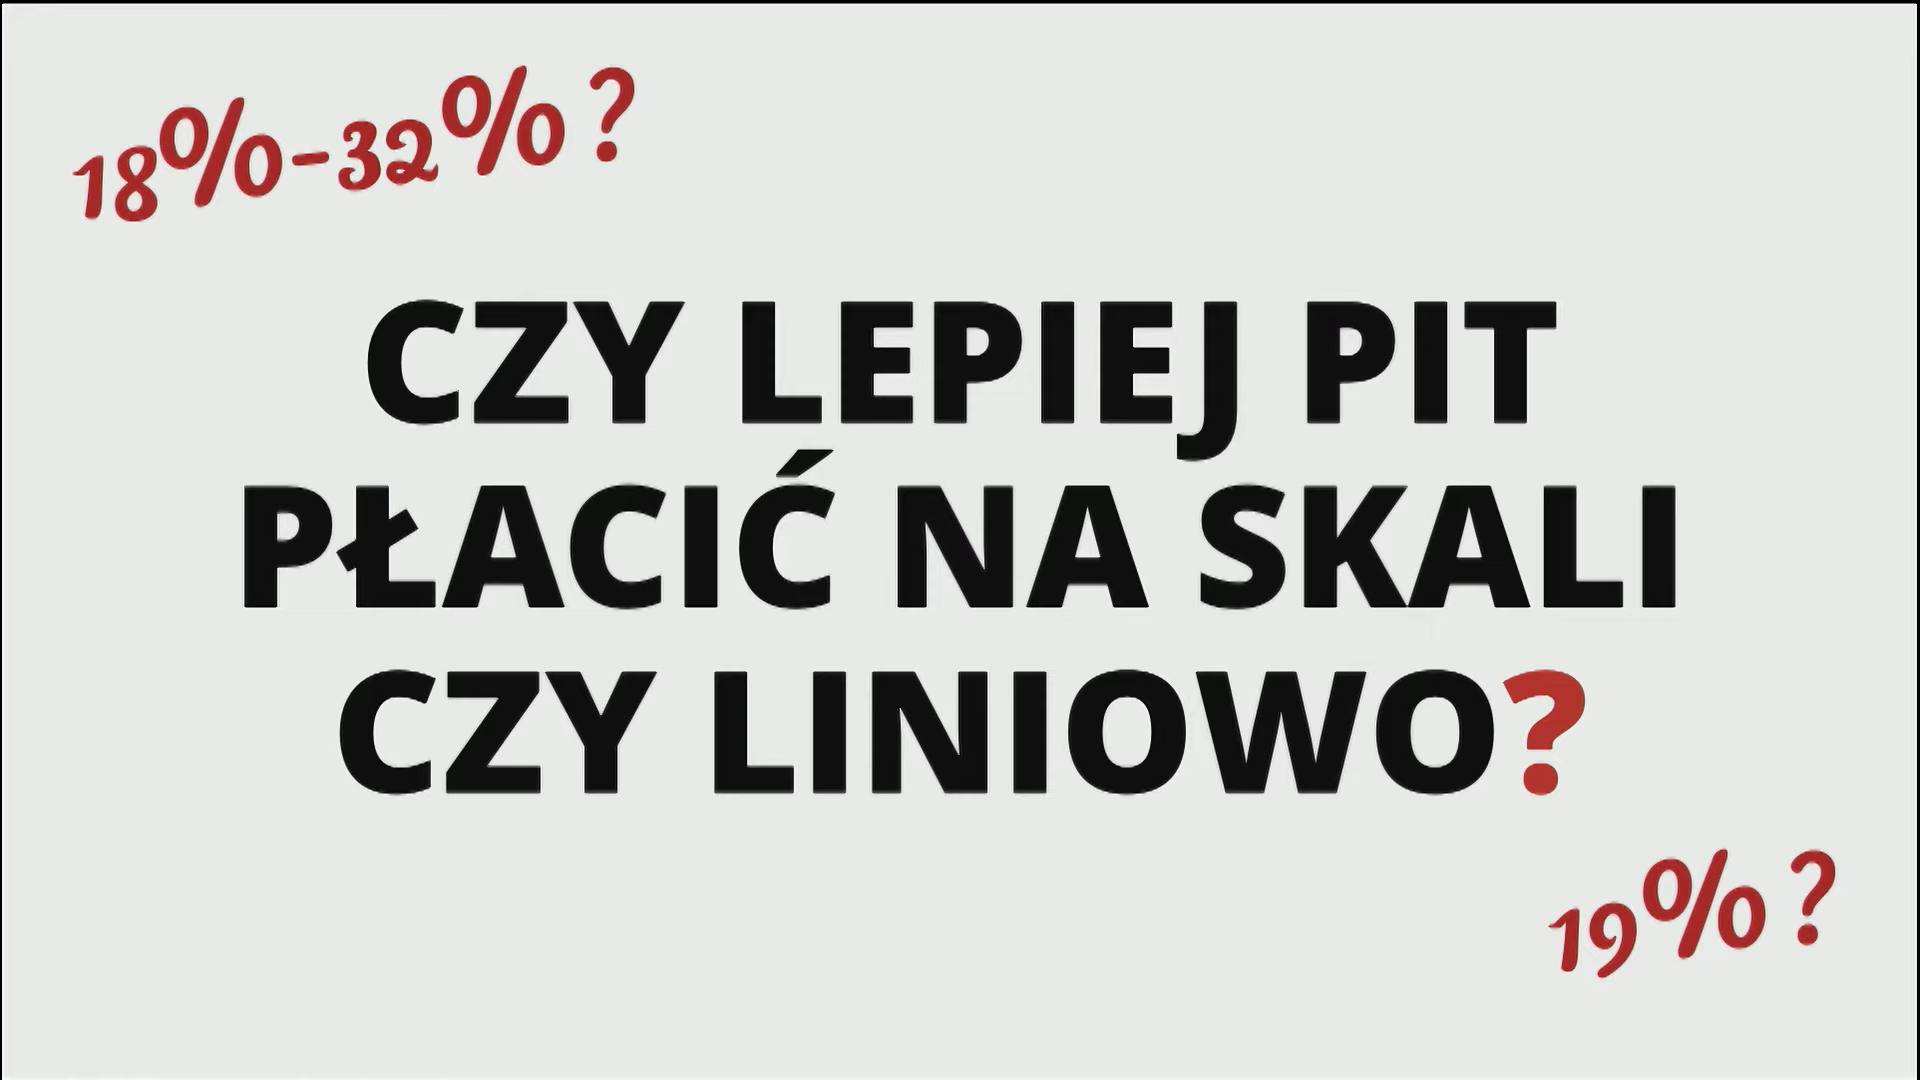 18%-32%?
CZY LEPIEJ PIT
PŁACIĆ NA SKALI
CZY LINIOWO?
19%?